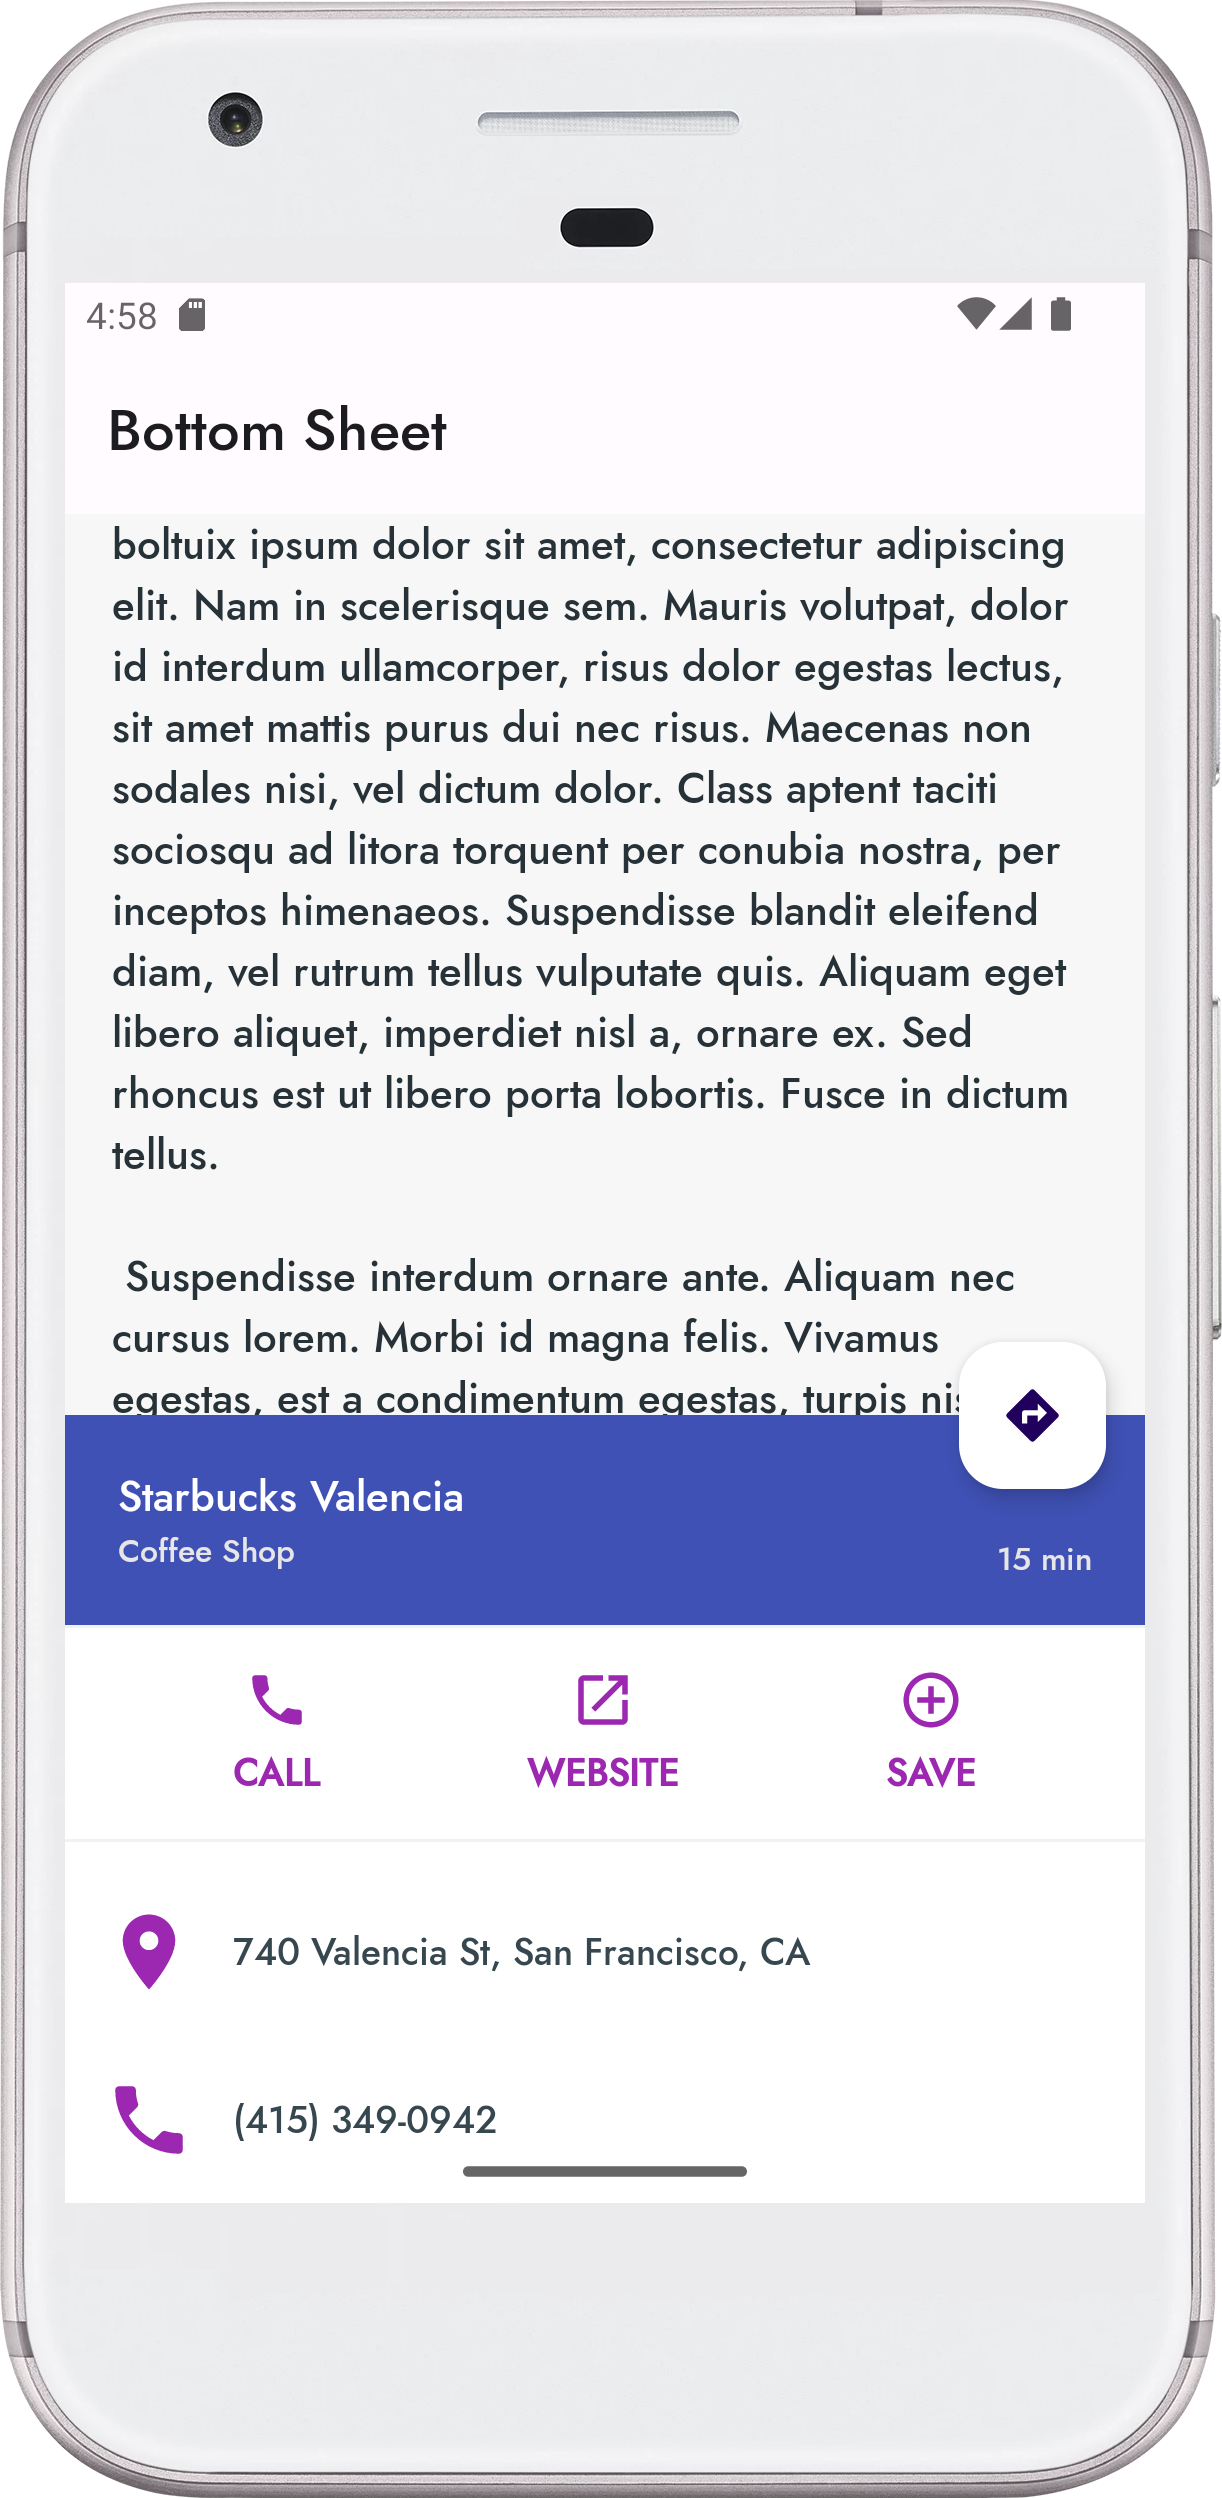 4:58
Bottom Sheet
boltuix ipsum dolor sit amet, consectetur adipiscing
elit. Nam in scelerisque sem. Mauris volutpat, dolor
id interdum ullamcorper, risus dolor egestas lectus,
sit amet mattis purus dui nec risus. Maecenas non
sodales nisi, vel dictum dolor. Class aptent taciti
sociosqu ad litora torquent per conubia nostra, per
inceptos himenaeos. Suspendisse blandit eleifend
diam, vel rutrum tellus vulputate quis. Aliquam eget
libero aliquet, imperdiet nisl a, ornare ex. Sed
rhoncus est ut libero porta lobortis. Fusce in dictum
tellus.
Suspendisse interdum ornare ante. Aliquam nec
cursus lorem. Morbi id magna felis. Vivamus
egestas, est a condimentum egestas, turpis
Starbucks Valencia
Coffee Shop
15 min
CALL
WEBSITE
SAVE
740 Valencia St, San Francisco, CA
(415) 349-0942